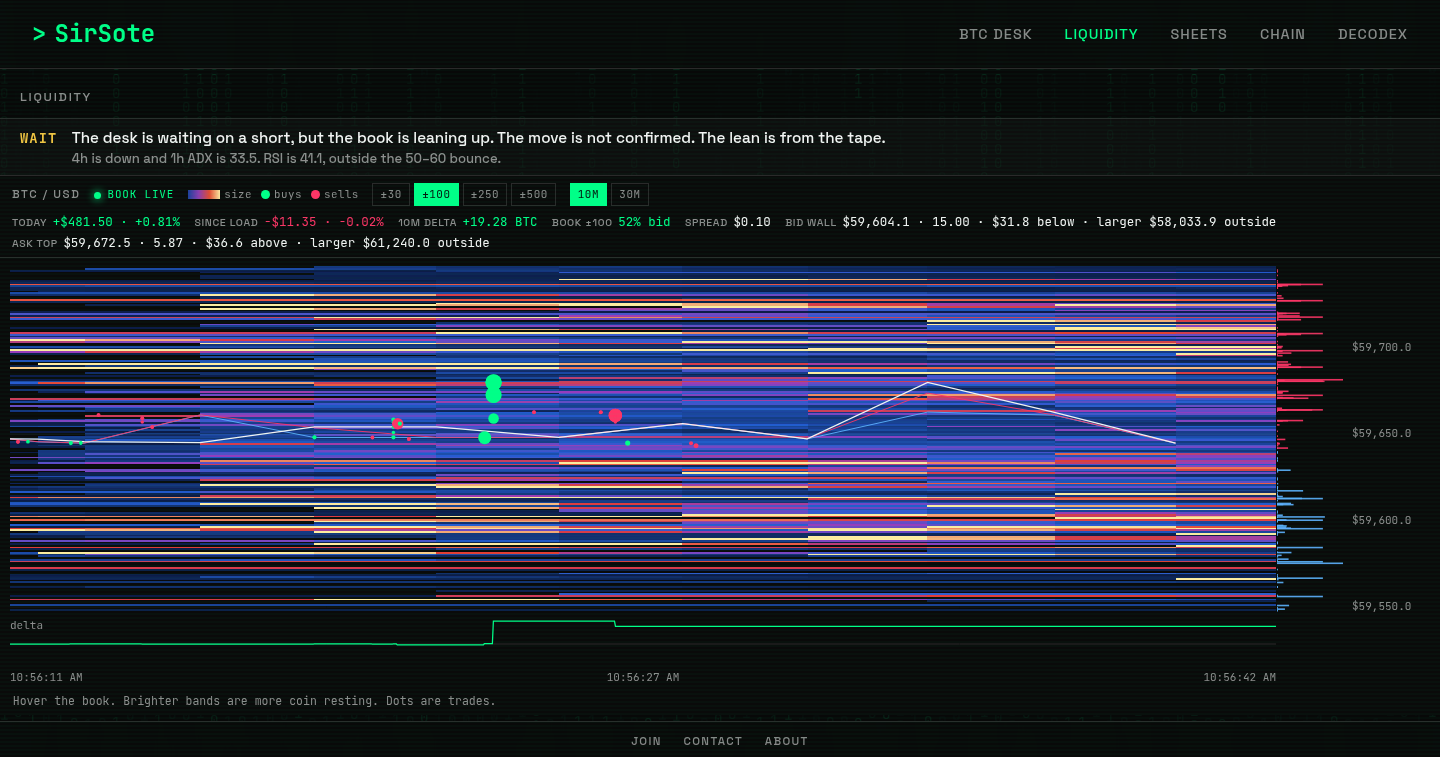 > SirSote
BTC DESK LIQUIDITY SHEETS CHAIN DECODEX
LIQUIDITY
WAIT The desk is waiting on a short, but the book is leaning up. The move is not confirmed. The lean is from the tape.
4h is down and 1h ADX is 33.5. RSI is 41.1, outside the 50–60 bounce.
BTC / USD BOOK LIVE size buys sells ±30 ±100 ±250 ±500 10M 30M
TODAY +$481.50 · +0.81% SINCE LOAD -$11.35 · -0.02% 10M DELTA +19.28 BTC BOOK ±100 52% bid SPREAD $0.10 BID WALL $59,604.1 · 15.00 · $31.8 below · larger $58,033.9 outside
ASK TOP $59,672.5 · 5.87 · $36.6 above · larger $61,240.0 outside
$59,700.0
$59,650.0
$59,600.0
$59,550.0
delta
10:56:11 AM 10:56:27 AM 10:56:42 AM
Hover the book. Brighter bands are more coin resting. Dots are trades.
JOIN CONTACT ABOUT